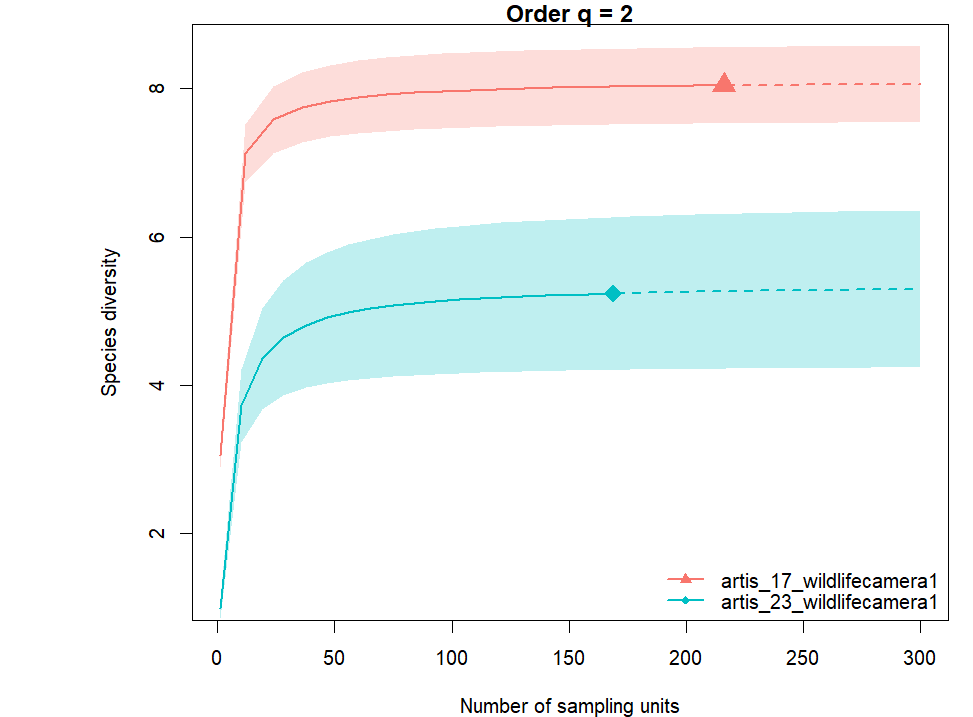 Order q = 2
Species diversity
8
6
4
2
artis_17_wildlifecamera1
artis_23_wildlifecamera1
0 50 100 150 200 250 300
Number of sampling units